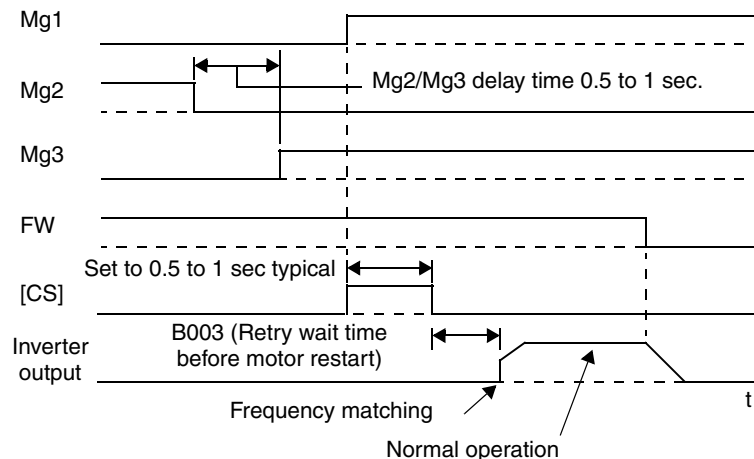 Mg1
Mg2/Mg3 delay time 0.5 to 1 sec.
Mg2
Mg3
FW
Set to 0.5 to 1 sec typical
[CS]
B003 (Retry wait time
before motor restart)
Inverter
output
t
Frequency matching
Normal operation